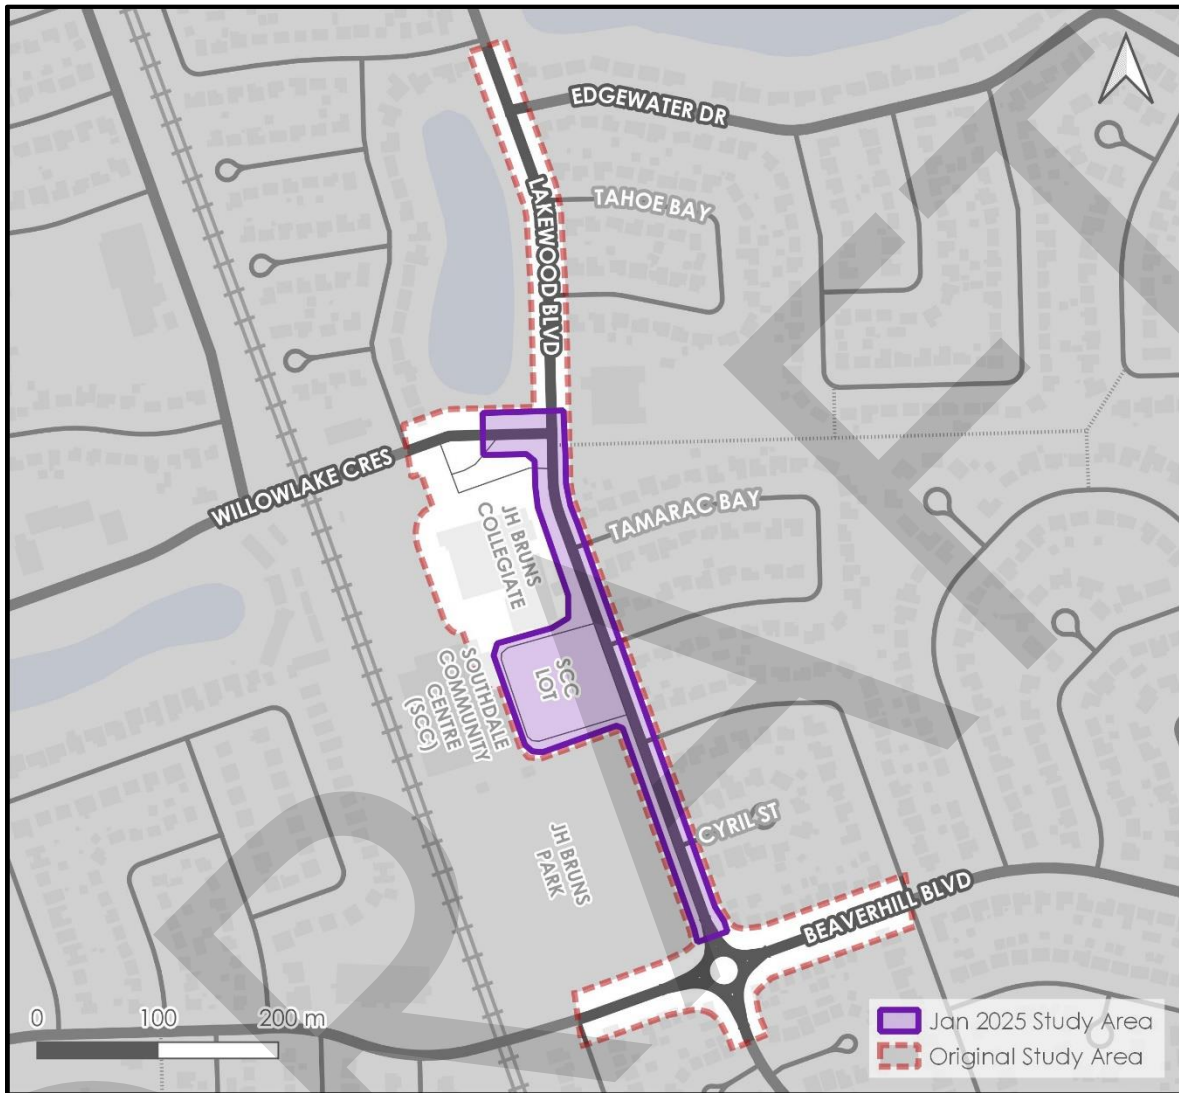 EDGEWATER DR
TAHOE BAY
LAKEWOOD BLVD
WILLOWLAKE CRES
JH BRUNS
COLLEGIATE
TAMARAC BAY
SCC
LOT
SOUTHDALE
COMMUNITY
CENTRE
(SCC)
CYRIL ST
JH BRUNS
PARK
BEAVERHILL BLVD
0 100 200 m
Jan 2025 Study Area
Original Study Area